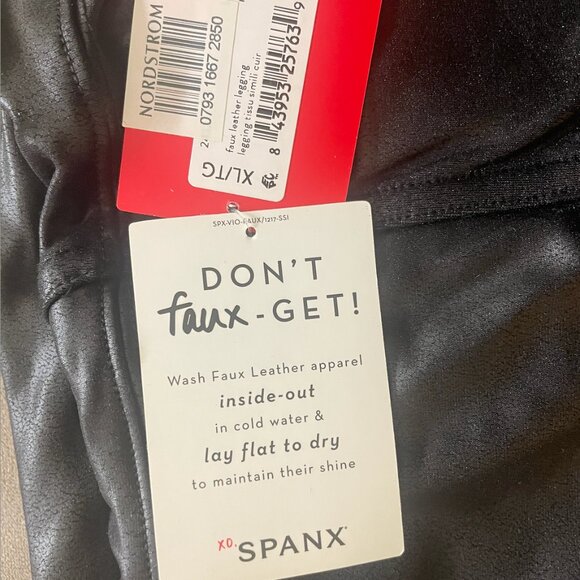 NORDSTROM
0793 1667 2850
faux leather legging
legging tissu simili cuir
XL/TG
8 43953 25763 9
SPX-VIO-FAUX/1217-SSI
DON'T
faux-GET!
Wash Faux Leather apparel
inside-out
in cold water &
lay flat to dry
to maintain their shine
xo, SPANX